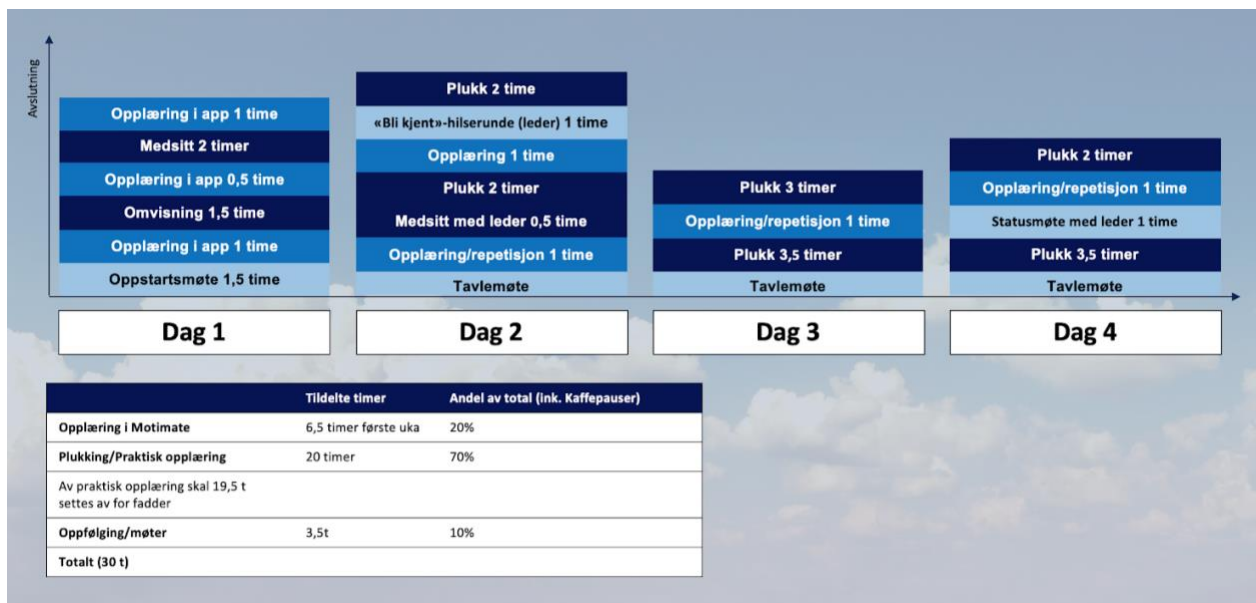 Avslutning
Opplæring i app 1 time
Medsitt 2 timer
Opplæring i app 0,5 time
Omvisning 1,5 time
Opplæring i app 1 time
Oppstartsmøte 1,5 time
Dag 1
Plukk 2 time
«Bli kjent»-hilserunde (leder) 1 time
Opplæring 1 time
Plukk 2 timer
Medsitt med leder 0,5 time
Opplæring/repetisjon 1 time
Tavlemøte
Dag 2
Plukk 3 timer
Opplæring/repetisjon 1 time
Plukk 3,5 timer
Tavlemøte
Dag 3
Plukk 2 timer
Opplæring/repetisjon 1 time
Statusmøte med leder 1 time
Plukk 3,5 timer
Tavlemøte
Dag 4
Tildelte timer Andel av total (ink. Kaffepauser)
Opplæring i Motimate 6,5 timer første uka 20%
Plukking/Praktisk opplæring 20 timer 70%
Av praktisk opplæring skal 19,5 t
settes av for fadder
Oppfølging/møter 3,5t 10%
Totalt (30 t)